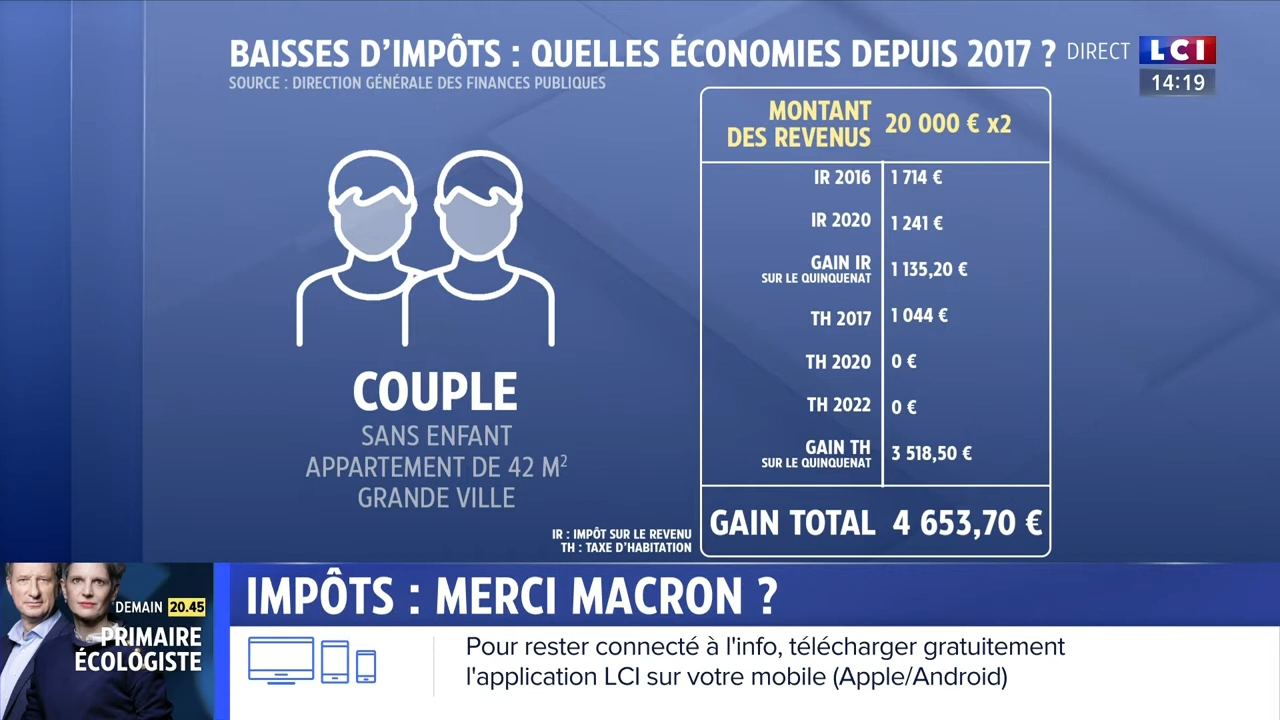 BAISSES D'IMPÔTS : QUELLES ÉCONOMIES DEPUIS 2017 ?
DIRECT LCI
14:19
SOURCE : DIRECTION GÉNÉRALE DES FINANCES PUBLIQUES
MONTANT
DES REVENUS
20 000 € x2
IR 2016 1 714 €
IR 2020 1 241 €
GAIN IR
SUR LE QUINQUENAT
1 135,20 €
TH 2017 1 044 €
TH 2020 0 €
TH 2022 0 €
GAIN TH
SUR LE QUINQUENAT
3 518,50 €
GAIN TOTAL 4 653,70 €
COUPLE
SANS ENFANT
APPARTEMENT DE 42 M²
GRANDE VILLE
IR : IMPÔT SUR LE REVENU
TH : TAXE D'HABITATION
DEMAIN 20.45
PRIMAIRE
ÉCOLOGISTE
IMPÔTS : MERCI MACRON ?
Pour rester connecté à l'info, télécharger gratuitement
l'application LCI sur votre mobile (Apple/Android)